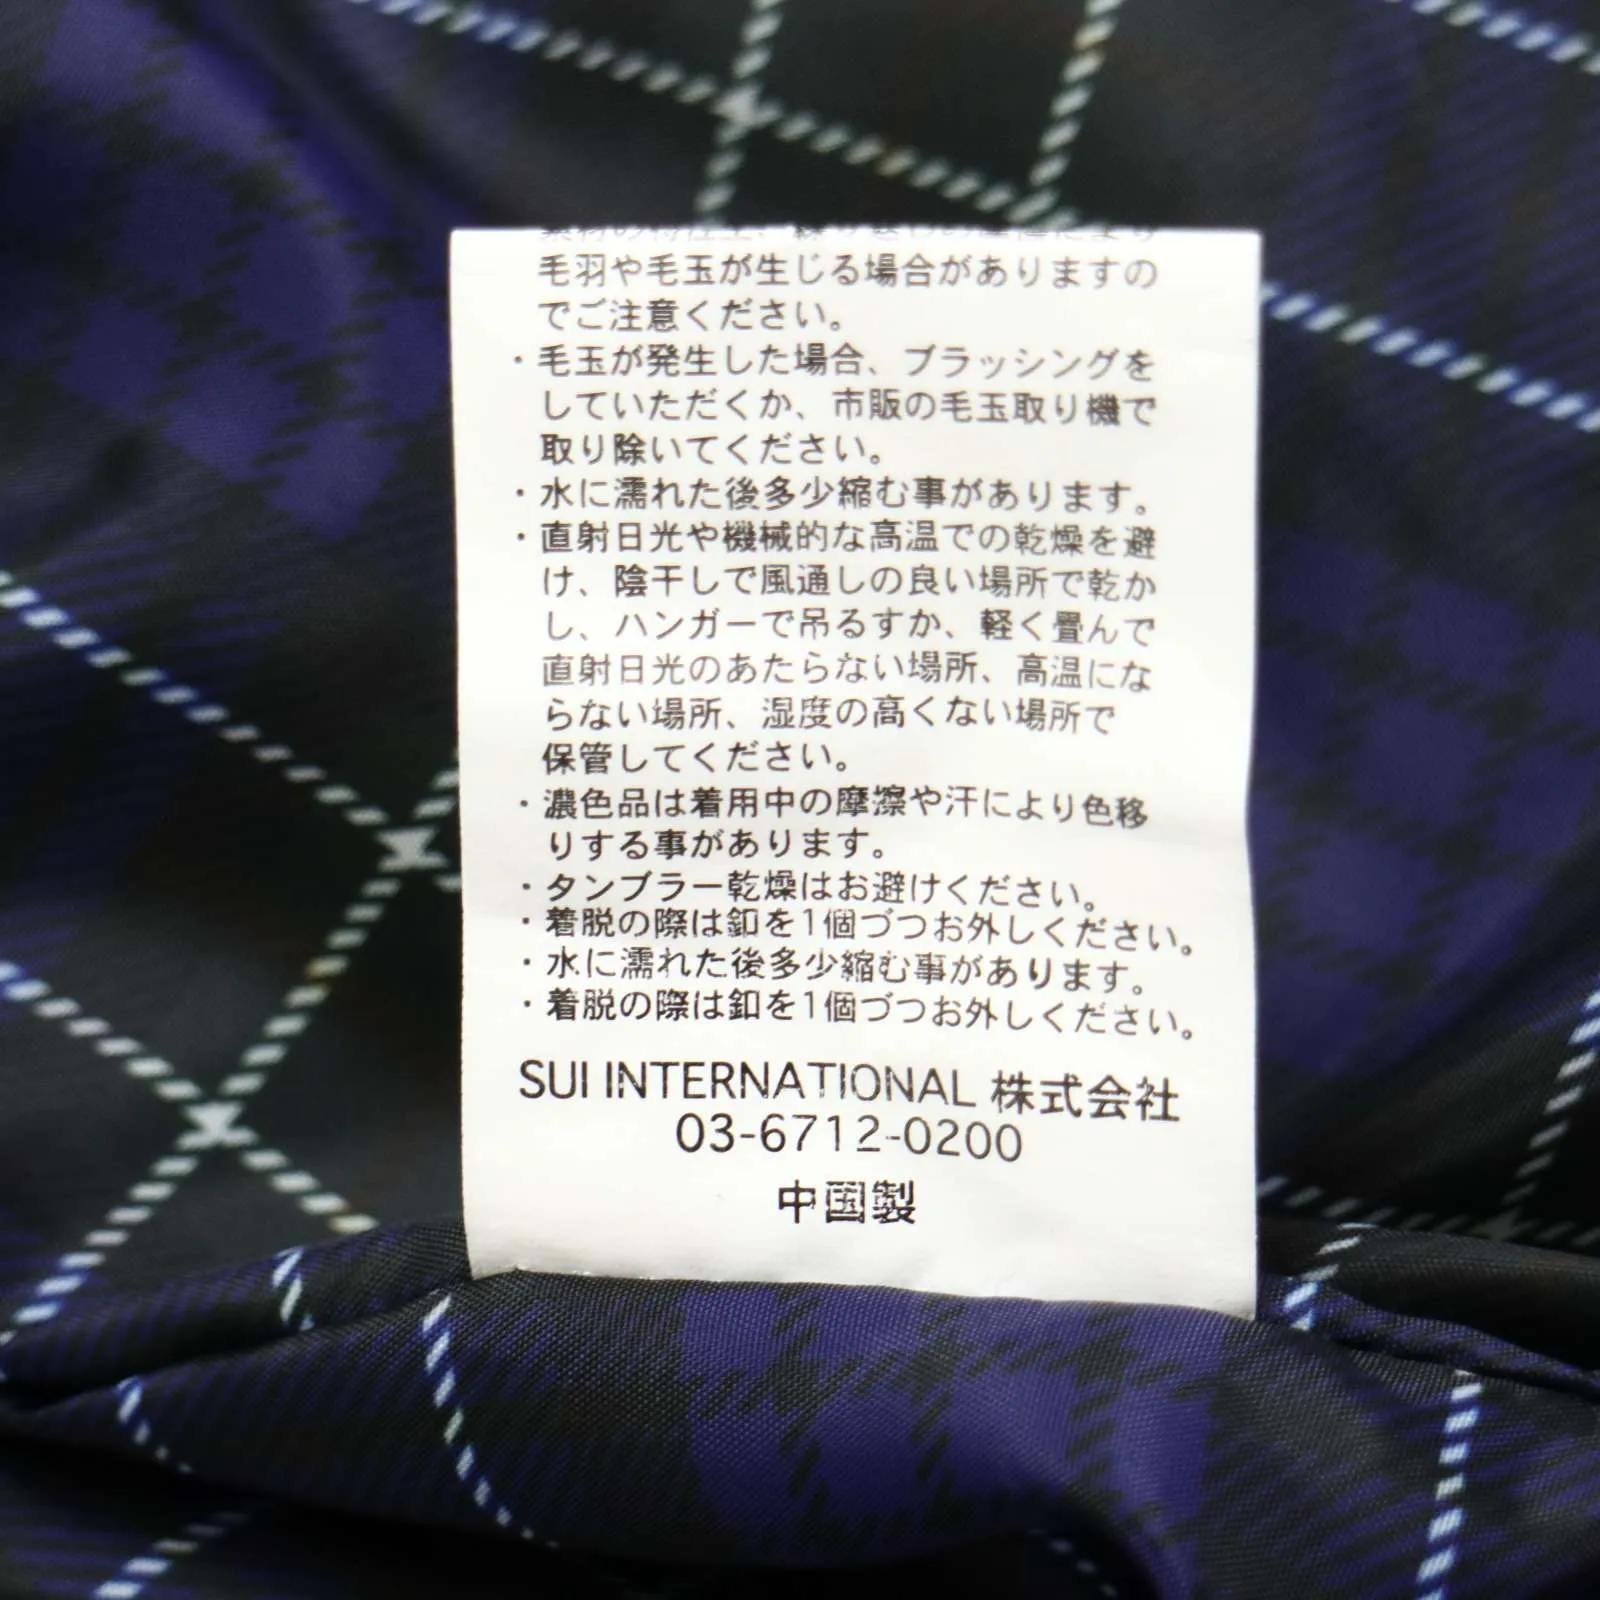 毛羽や毛玉が生じる場合がありますの
でご注意ください。
・毛玉が発生した場合、ブラッシングを
していただくか、市販の毛玉取り機で
取り除いてください。
・水に濡れた後多少縮む事があります。
・直射日光や機械的な高温での乾燥を避
け、陰干しで風通しの良い場所で乾か
し、ハンガーで吊るすか、軽く畳んで
直射日光のあたらない場所、高温にな
らない場所、湿度の高くない場所で
保管してください。
・濃色品は着用中の摩擦や汗により色移
りする事があります。
・タンブラー乾燥はお避けください。
・着脱の際は釦を1個づつお外しください。
・水に濡れた後多少縮む事があります。
・着脱の際は釦を1個づつお外しください。
SUI INTERNATIONAL 株式会社
03-6712-0200
中国製